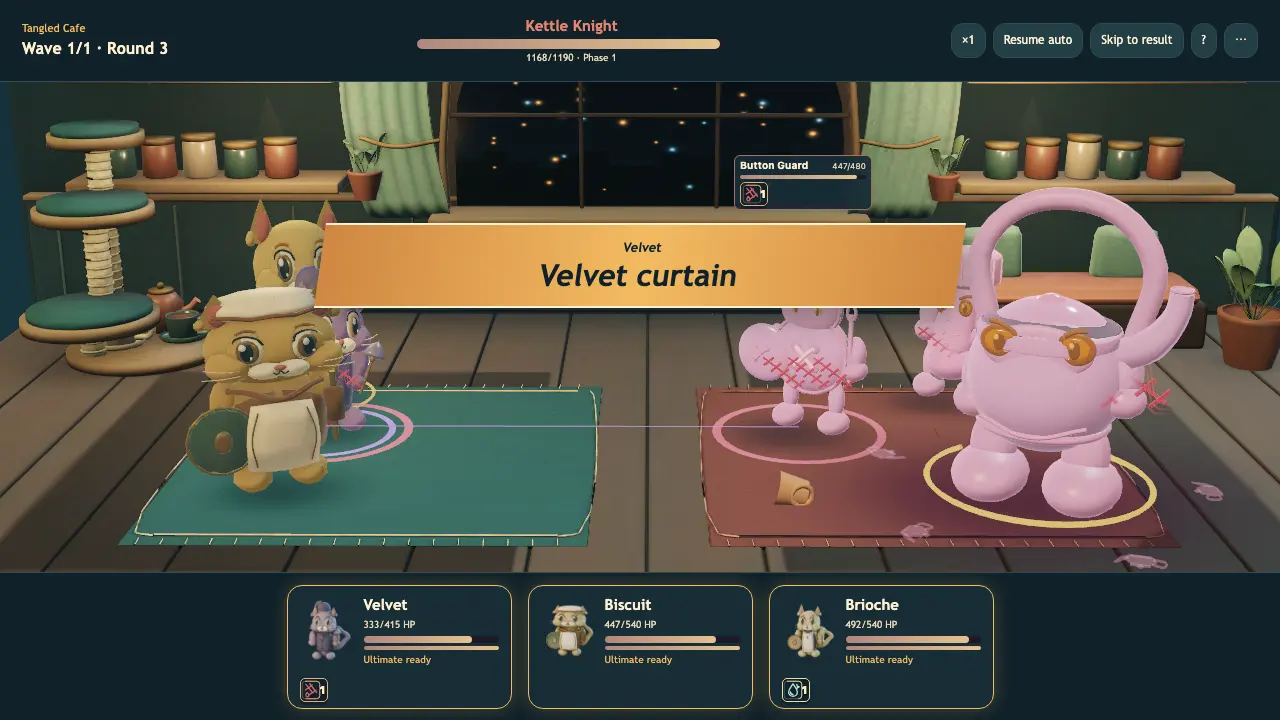 Tangled Cafe
Wave 1/1 · Round 3
Kettle Knight
1168/1190 · Phase 1
×1
Resume auto
Skip to result
?
···
Button Guard 447/480
1
Velvet
Velvet curtain
Velvet
333/415 HP
Ultimate ready
1
Biscuit
447/540 HP
Ultimate ready
Brioche
492/540 HP
Ultimate ready
1